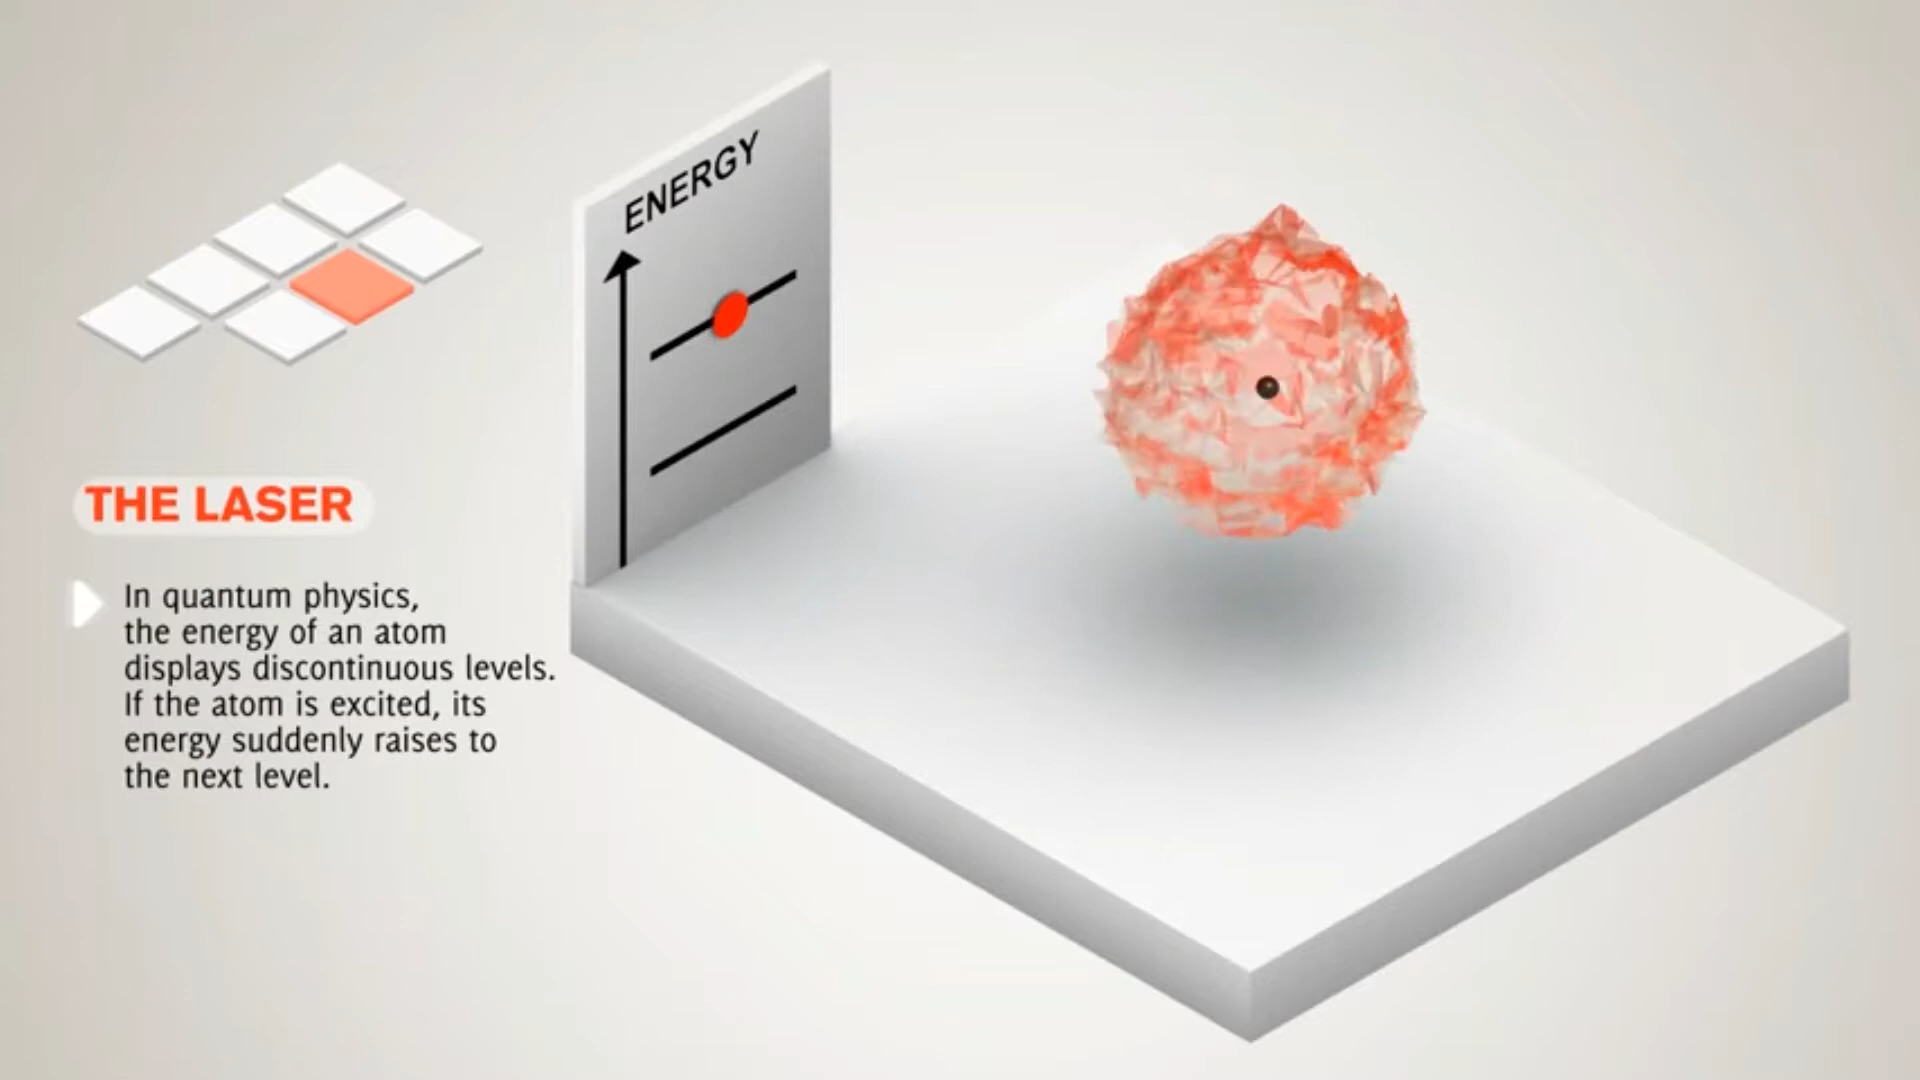 ENERGY
THE LASER
In quantum physics,
the energy of an atom
displays discontinuous levels.
If the atom is excited, its
energy suddenly raises to
the next level.